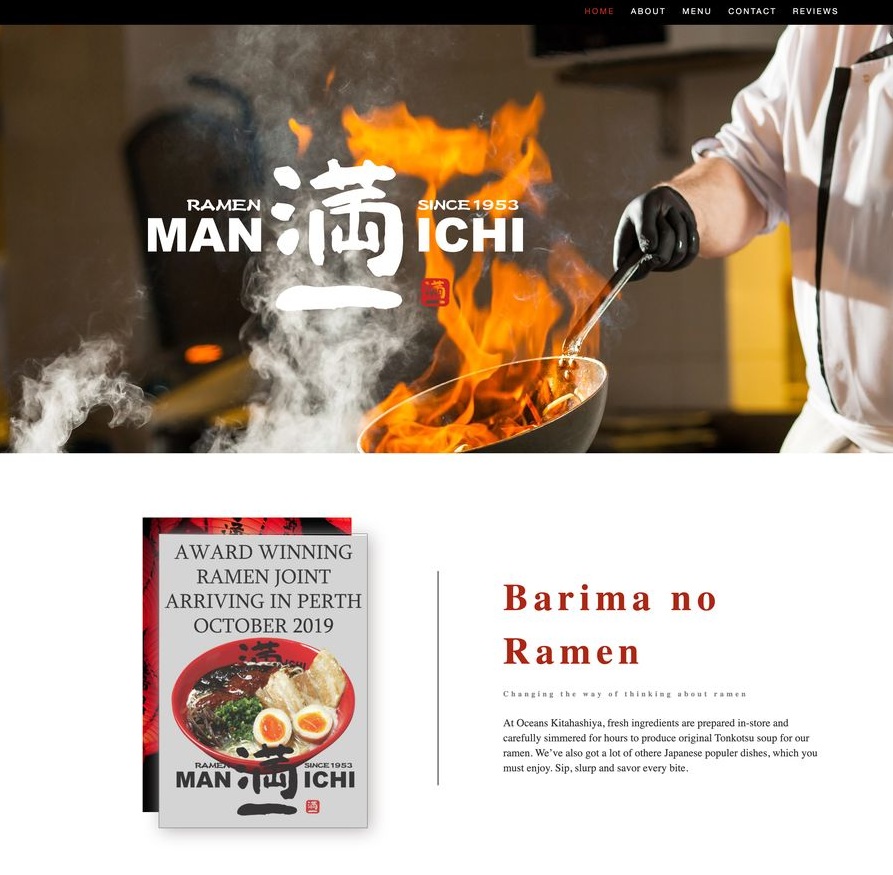 HOME ABOUT MENU CONTACT REVIEWS
RAMEN 満 SINCE 1953
MAN ICHI
一
AWARD WINNING
RAMEN JOINT
ARRIVING IN PERTH
OCTOBER 2019
満
RAMEN 満 SINCE 1953
MAN ICHI
一
Barima no
Ramen
Changing the way of thinking about ramen
At Oceans Kitahashiya, fresh ingredients are prepared in-store and
carefully simmered for hours to produce original Tonkotsu soup for our
ramen. We've also got a lot of othere Japanese populer dishes, which you
must enjoy. Sip, slurp and savor every bite.